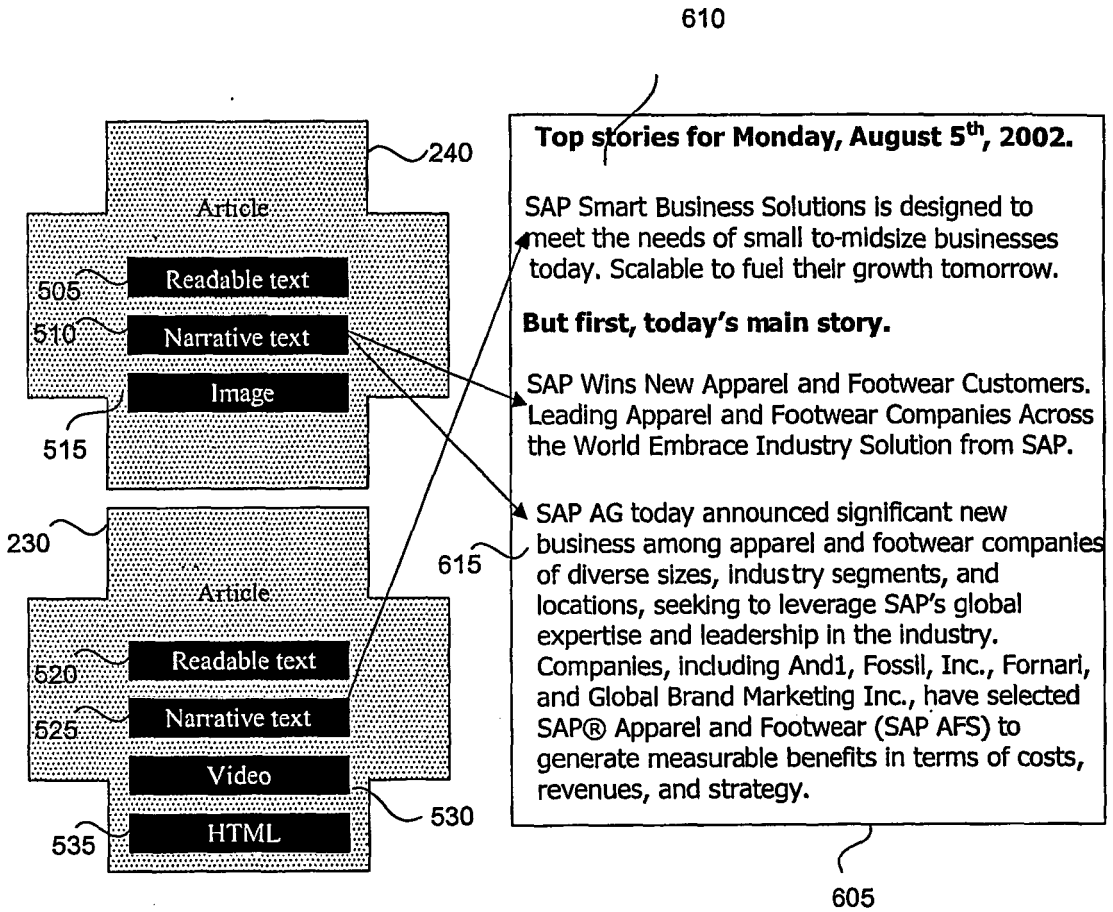 610
240
Article
505
Readable text
510
Narrative text
Image
515
230
Article
520
Readable text
525
Narrative text
Video
530
535
HTML
Top stories for Monday, August 5th, 2002.
SAP Smart Business Solutions is designed to
meet the needs of small to-midsize businesses
today. Scalable to fuel their growth tomorrow.
But first, today's main story.
SAP Wins New Apparel and Footwear Customers.
Leading Apparel and Footwear Companies Across
the World Embrace Industry Solution from SAP.
SAP AG today announced significant new
615
business among apparel and footwear companies
of diverse sizes, industry segments, and
locations, seeking to leverage SAP's global
expertise and leadership in the industry.
Companies, including And1, Fossil, Inc., Fornari,
and Global Brand Marketing Inc., have selected
SAP® Apparel and Footwear (SAP AFS) to
generate measurable benefits in terms of costs,
revenues, and strategy.
605